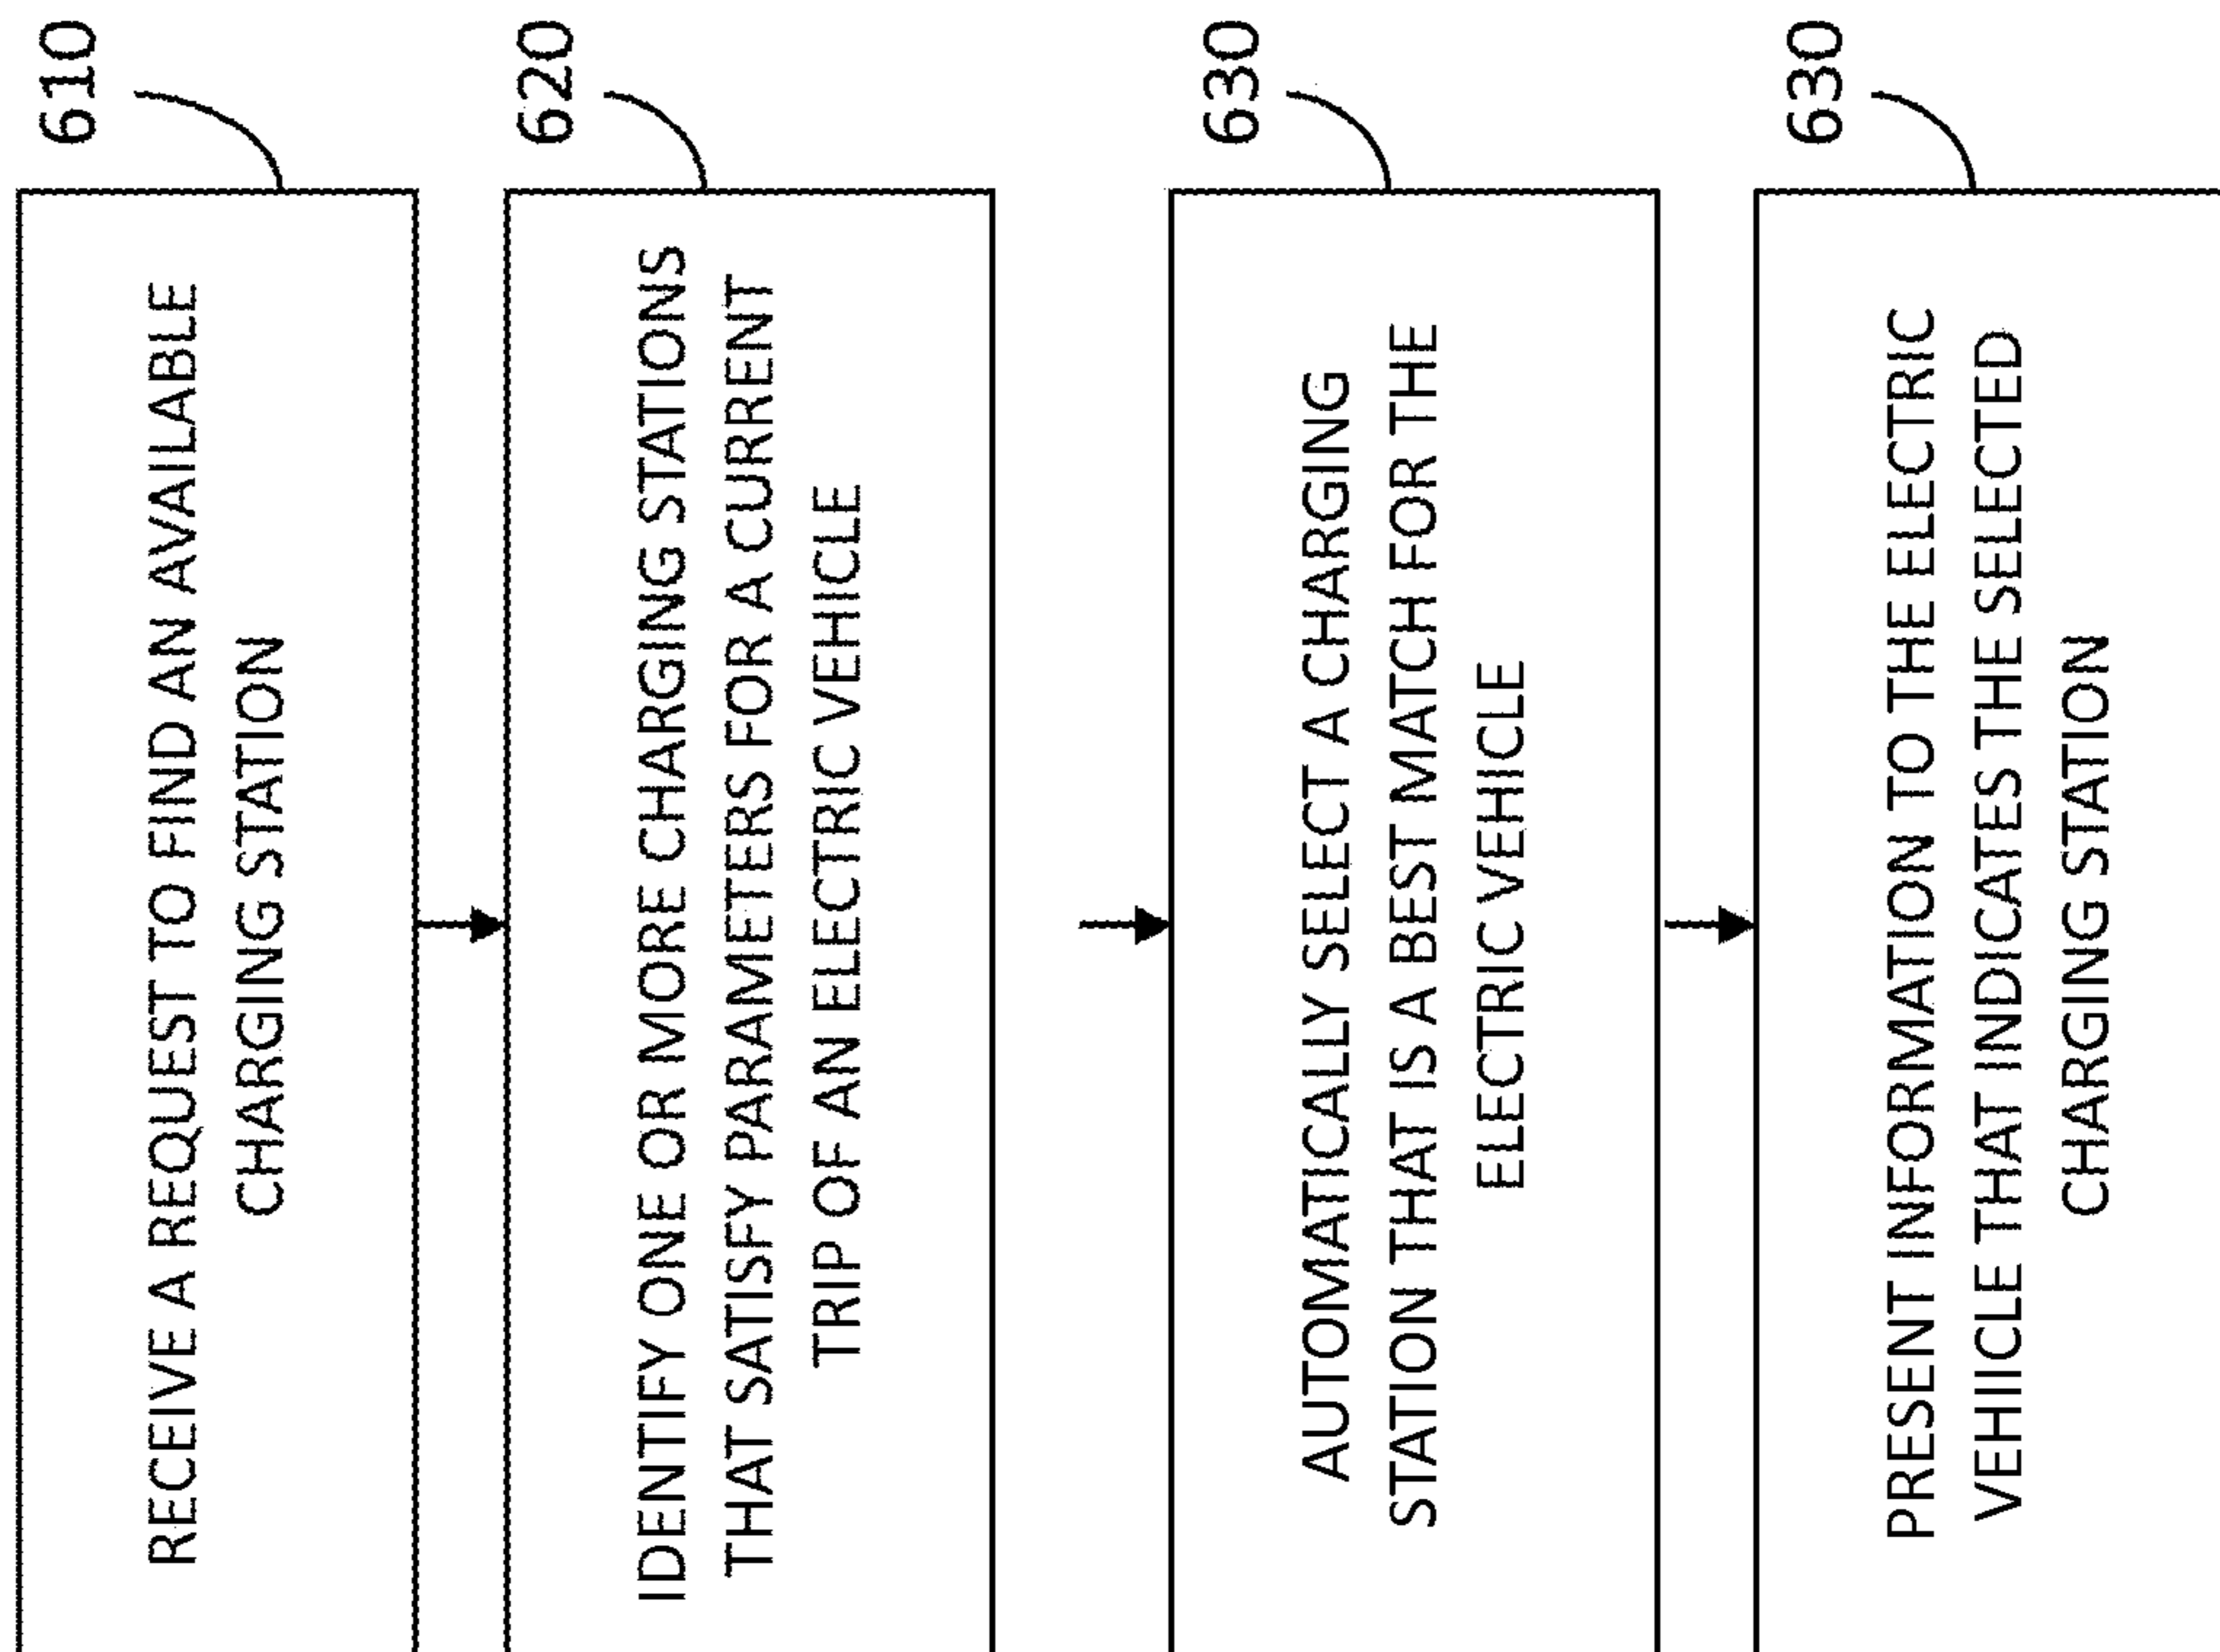 610
RECEIVE A REQUEST TO FIND AN AVAILABLE
CHARGING STATION
620
IDENTIFY ONE OR MORE CHARGING STATIONS
THAT SATISFY PARAMETERS FOR A CURRENT
TRIP OF AN ELECTRIC VEHICLE
630
AUTOMATICALLY SELECT A CHARGING
STATION THAT IS A BEST MATCH FOR THE
ELECTRIC VEHICLE
630
PRESENT INFORMATION TO THE ELECTRIC
VEHICLE THAT INDICATES THE SELECTED
CHARGING STATION